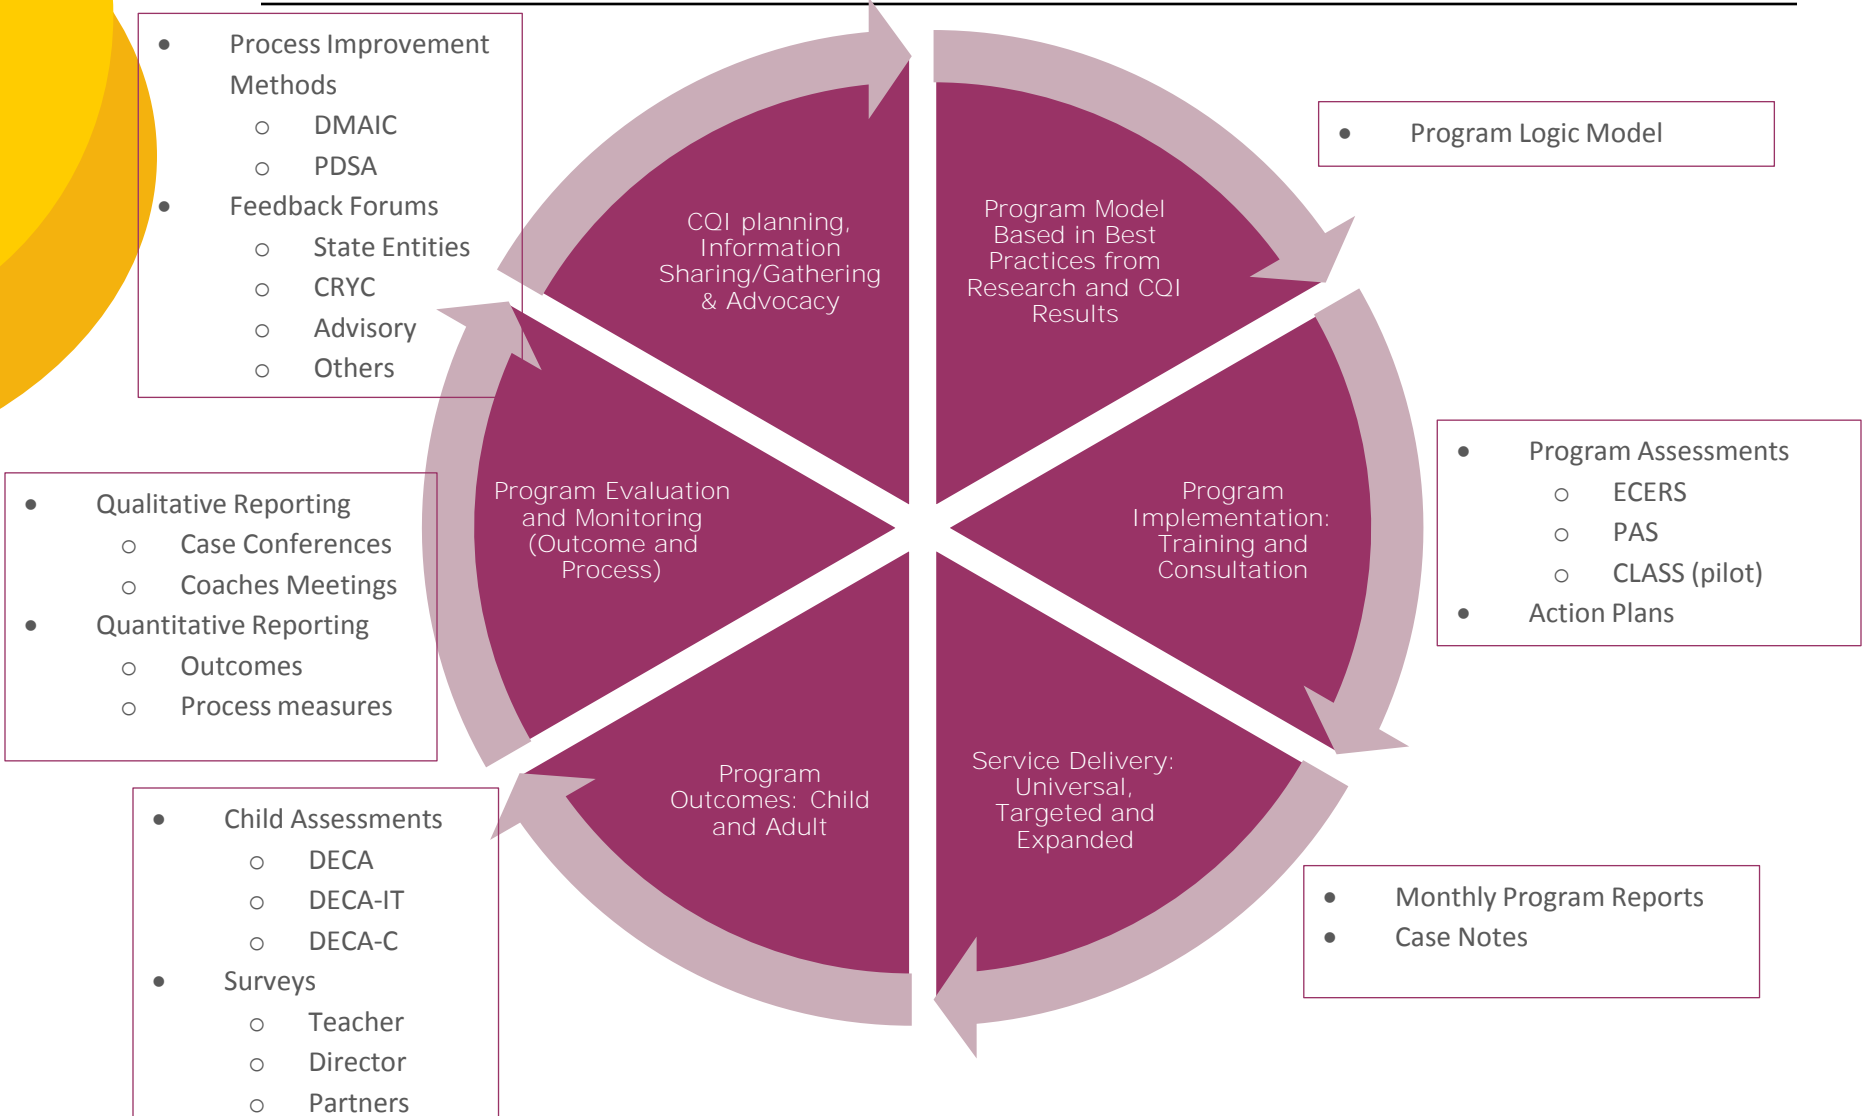 Process Improvement
Methods
DMAIC
PDSA
Feedback Forums
State Entities
CRYC
Advisory
Others
CQI planning,
Information
Sharing/Gathering
& Advocacy
Program Model
Based in Best
Practices from
Research and CQI
Results
Program Logic Model
Program Implementation:
Training and
Consultation
Program Assessments
ECERS
PAS
CLASS (pilot)
Action Plans
Service Delivery:
Universal,
Targeted and
Expanded
Monthly Program Reports
Case Notes
Program
Outcomes: Child
and Adult
Child Assessments
DECA
DECA-IT
DECA-C
Surveys
Teacher
Director
Partners
Program Evaluation
and Monitoring
(Outcome and
Process)
Qualitative Reporting
Case Conferences
Coaches Meetings
Quantitative Reporting
Outcomes
Process measures